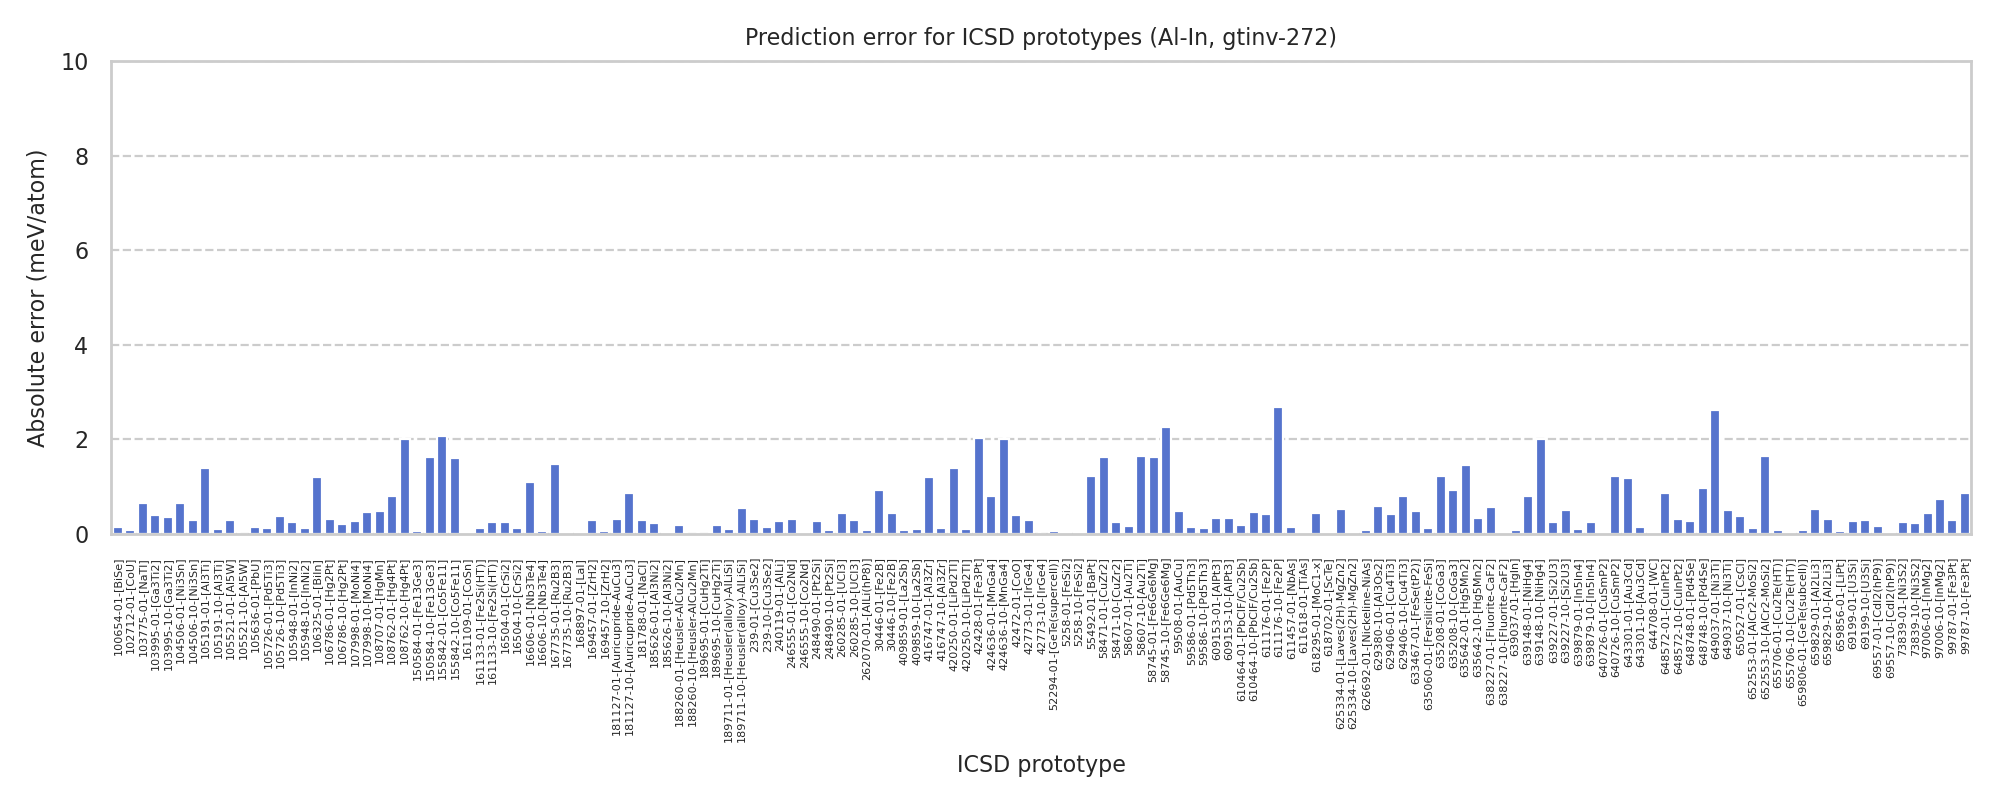 Prediction error for ICSD prototypes (Al-In, gtinv-272)
Absolute error (meV/atom)
10
8
6
4
2
0
100654-01-[BiSe]
102712-01-[CoU]
103775-01-[NaTl]
103995-01-[Ga3Ti2]
103995-10-[Ga3Ti2]
104506-01-[Ni3Sn]
104506-10-[Ni3Sn]
105191-01-[Al3Ti]
105191-10-[Al3Ti]
105521-01-[Al5W]
105521-10-[Al5W]
105636-01-[PbU]
105726-01-[Pd5Ti3]
105726-10-[Pd5Ti3]
105948-01-[InNi2]
105948-10-[InNi2]
106325-01-[BiIn]
106786-01-[Hg2Pt]
106786-10-[Hg2Pt]
107998-01-[MoNi4]
107998-10-[MoNi4]
108707-01-[HgMn]
108762-01-[Hg4Pt]
108762-10-[Hg4Pt]
150584-01-[Fe13Ge3]
150584-10-[Fe13Ge3]
155842-01-[Co5Fe11]
155842-10-[Co5Fe11]
161109-01-[CoSn]
161133-01-[Fe2Si(HT)]
161133-10-[Fe2Si(HT)]
16504-01-[CrSi2]
16504-10-[CrSi2]
16606-01-[Nb3Te4]
16606-10-[Nb3Te4]
167735-01-[Ru2B3]
167735-10-[Ru2B3]
168897-01-[LaI]
169457-01-[ZrH2]
169457-10-[ZrH2]
181127-01-[Auricupride-AuCu3]
181127-10-[Auricupride-AuCu3]
181788-01-[NaCl]
185626-01-[Al3Ni2]
185626-10-[Al3Ni2]
188260-01-[Heusler-AlCu2Mn]
188260-10-[Heusler-AlCu2Mn]
189695-01-[CuHg2Ti]
189695-10-[CuHg2Ti]
189711-01-[Heusler(alloy)-AlLiSi]
189711-10-[Heusler(alloy)-AlLiSi]
239-01-[Cu3Se2]
239-10-[Cu3Se2]
240119-01-[AlLi]
246555-01-[Co2Nd]
246555-10-[Co2Nd]
248490-01-[Pt2Si]
248490-10-[Pt2Si]
260285-01-[UCl3]
260285-10-[UCl3]
262070-01-[AlLi(hP8)]
30446-01-[Fe2B]
30446-10-[Fe2B]
409859-01-[La2Sb]
409859-10-[La2Sb]
416747-01-[Al3Zr]
416747-10-[Al3Zr]
420250-01-[LiPd2Tl]
420250-10-[LiPd2Tl]
42428-01-[Fe3Pt]
424636-01-[MnGa4]
424636-10-[MnGa4]
42472-01-[CoO]
42773-01-[IrGe4]
42773-10-[IrGe4]
52294-01-[GeTe(supercell)]
5258-01-[FeSi2]
5258-10-[FeSi2]
55492-01-[BaPt]
58471-01-[CuZr2]
58471-10-[CuZr2]
58607-01-[Au2Ti]
58607-10-[Au2Ti]
58745-01-[Fe6Ge6Mg]
58745-10-[Fe6Ge6Mg]
59508-01-[AuCu]
59586-01-[Pd5Th3]
59586-10-[Pd5Th3]
609153-01-[AlPt3]
609153-10-[AlPt3]
610464-01-[PbClF/Cu2Sb]
610464-10-[PbClF/Cu2Sb]
611176-01-[Fe2P]
611176-10-[Fe2P]
611457-01-[NbAs]
611618-01-[TiAs]
618295-01-[MoC1-x]
618702-01-[ScTe]
625334-01-[Laves(2H)-MgZn2]
625334-10-[Laves(2H)-MgZn2]
626692-01-[Nickeline-NiAs]
629380-10-[Al3Os2]
629406-01-[Cu4Ti3]
629406-10-[Cu4Ti3]
633467-01-[FeSe(tP2)]
635060-01-[Fersilicite-FeSi]
635208-01-[CoGa3]
635208-10-[CoGa3]
635642-01-[Hg5Mn2]
635642-10-[Hg5Mn2]
638227-01-[Fluorite-CaF2]
638227-10-[Fluorite-CaF2]
639037-01-[HgIn]
639148-01-[NiHg4]
639148-10-[NiHg4]
639227-01-[Si2U3]
639227-10-[Si2U3]
639879-01-[In5In4]
639879-10-[In5In4]
640726-01-[CuSmP2]
640726-10-[CuSmP2]
643301-01-[Au3Cd]
643301-10-[Au3Cd]
644708-01-[WC]
648572-01-[CuInPt2]
648572-10-[CuInPt2]
648748-01-[Pd4Se]
648748-10-[Pd4Se]
649037-01-[Ni3Ti]
649037-10-[Ni3Ti]
650527-01-[CsCl]
652553-01-[AlCr2-MoSi2]
652553-10-[AlCr2-MoSi2]
655706-01-[Cu2Te(HT)]
655706-10-[Cu2Te(HT)]
659806-01-[GeTe(subcell)]
659829-01-[Al2Li3]
659829-10-[Al2Li3]
659856-01-[LiPt]
69199-01-[U3Si]
69199-10-[U3Si]
69557-01-[CdI2(hP9)]
69557-10-[CdI2(hP9)]
73839-01-[Ni3S2]
73839-10-[Ni3S2]
97006-01-[InMg2]
97006-10-[InMg2]
99787-01-[Fe3Pt]
99787-10-[Fe3Pt]
ICSD prototype